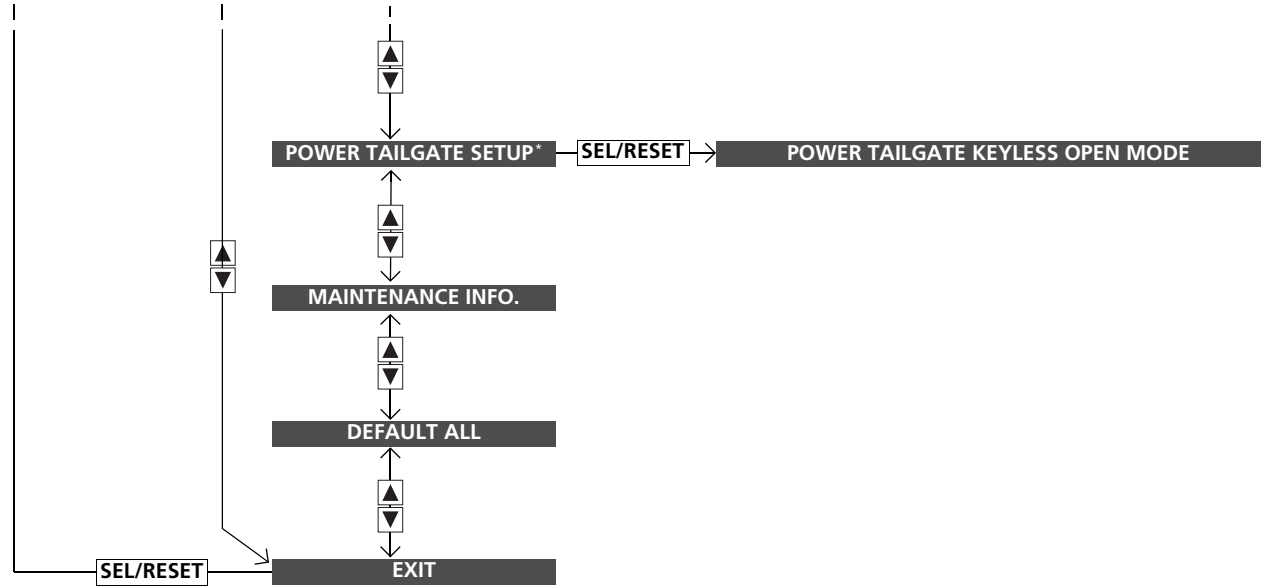 ▲
▼
POWER TAILGATE SETUP* SEL/RESET POWER TAILGATE KEYLESS OPEN MODE
▲
▼
▲
▼
MAINTENANCE INFO.
▲
▼
DEFAULT ALL
▲
▼
SEL/RESET EXIT